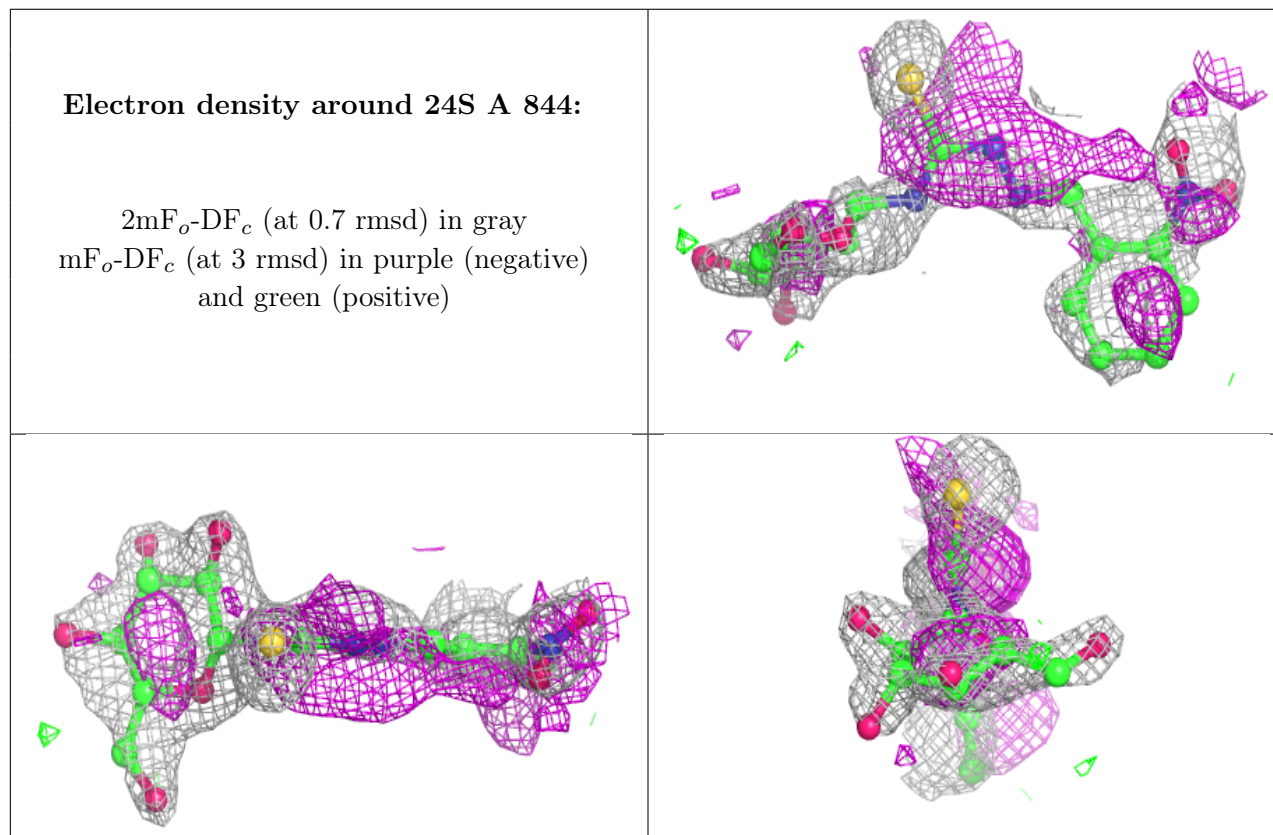 Electron density around 24S A 844:
2mFo-DFc (at 0.7 rmsd) in gray
mFo-DFc (at 3 rmsd) in purple (negative)
and green (positive)